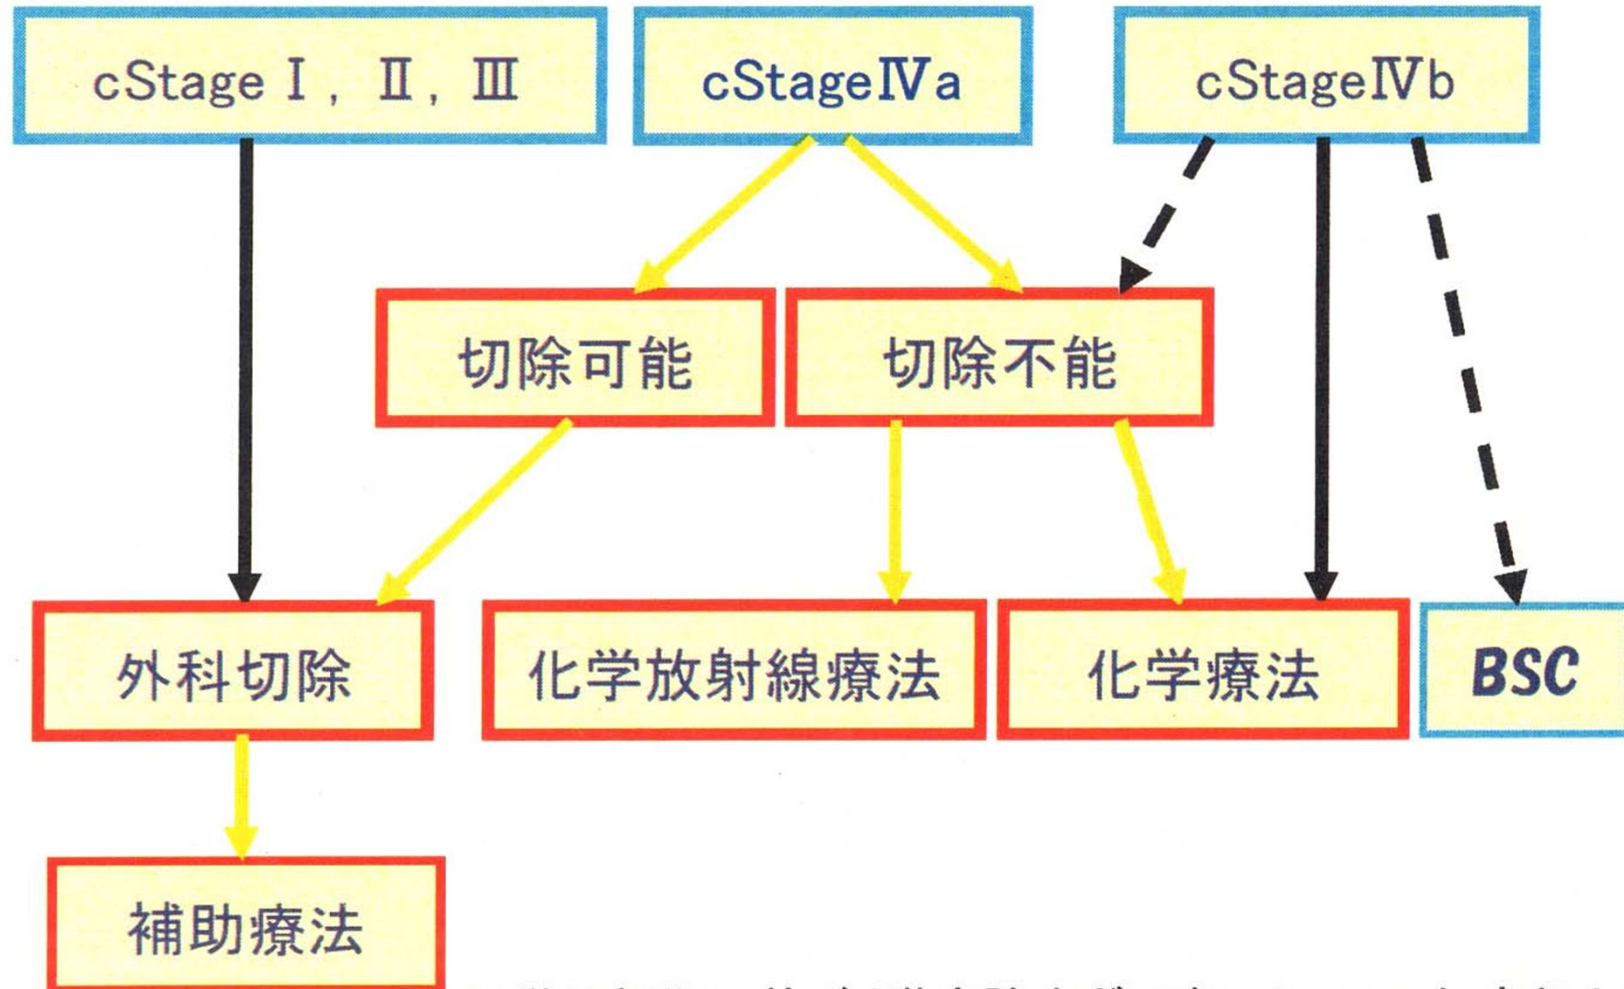 cStage Ⅰ, Ⅱ, Ⅲ
cStageⅣa
cStageⅣb
切除可能
切除不能
外科切除
化学放射線療法
化学療法
BSC
補助療法